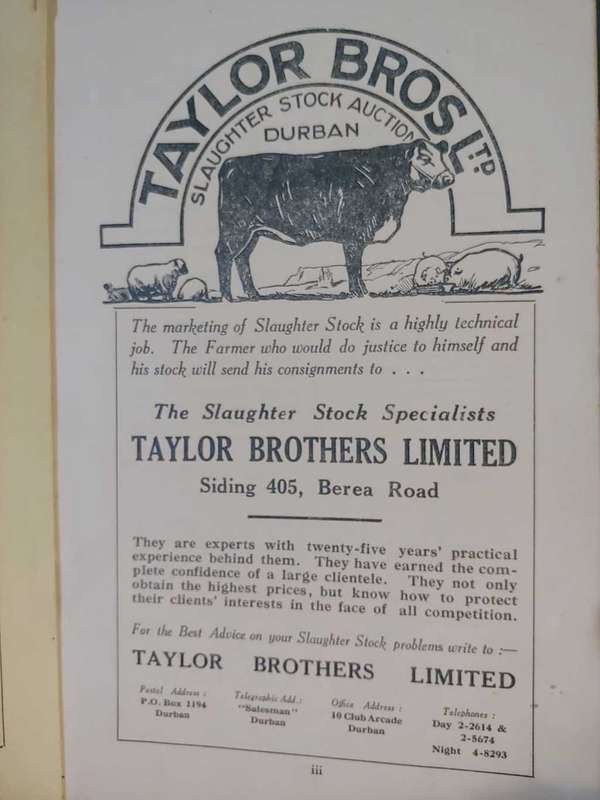 TAYLOR BROS LTD
SLAUGHTER STOCK AUCTION
DURBAN
The marketing of Slaughter Stock is a highly technical
job. The Farmer who would do justice to himself and
his stock will send his consignments to . . .
The Slaughter Stock Specialists
TAYLOR BROTHERS LIMITED
Siding 405, Berea Road
They are experts with twenty-five years' practical
experience behind them. They have earned the com-
plete confidence of a large clientele. They not only
obtain the highest prices, but know how to protect
their clients' interests in the face of all competition.
For the Best Advice on your Slaughter Stock problems write to :—
TAYLOR BROTHERS LIMITED
Postal Address : Telegraphic Add.: Office Address : Telephones :
P.O. Box 1194 "Salesman" 10 Club Arcade Day 2-2614 &
Durban Durban Durban 2-5674
Night 4-8293
iii